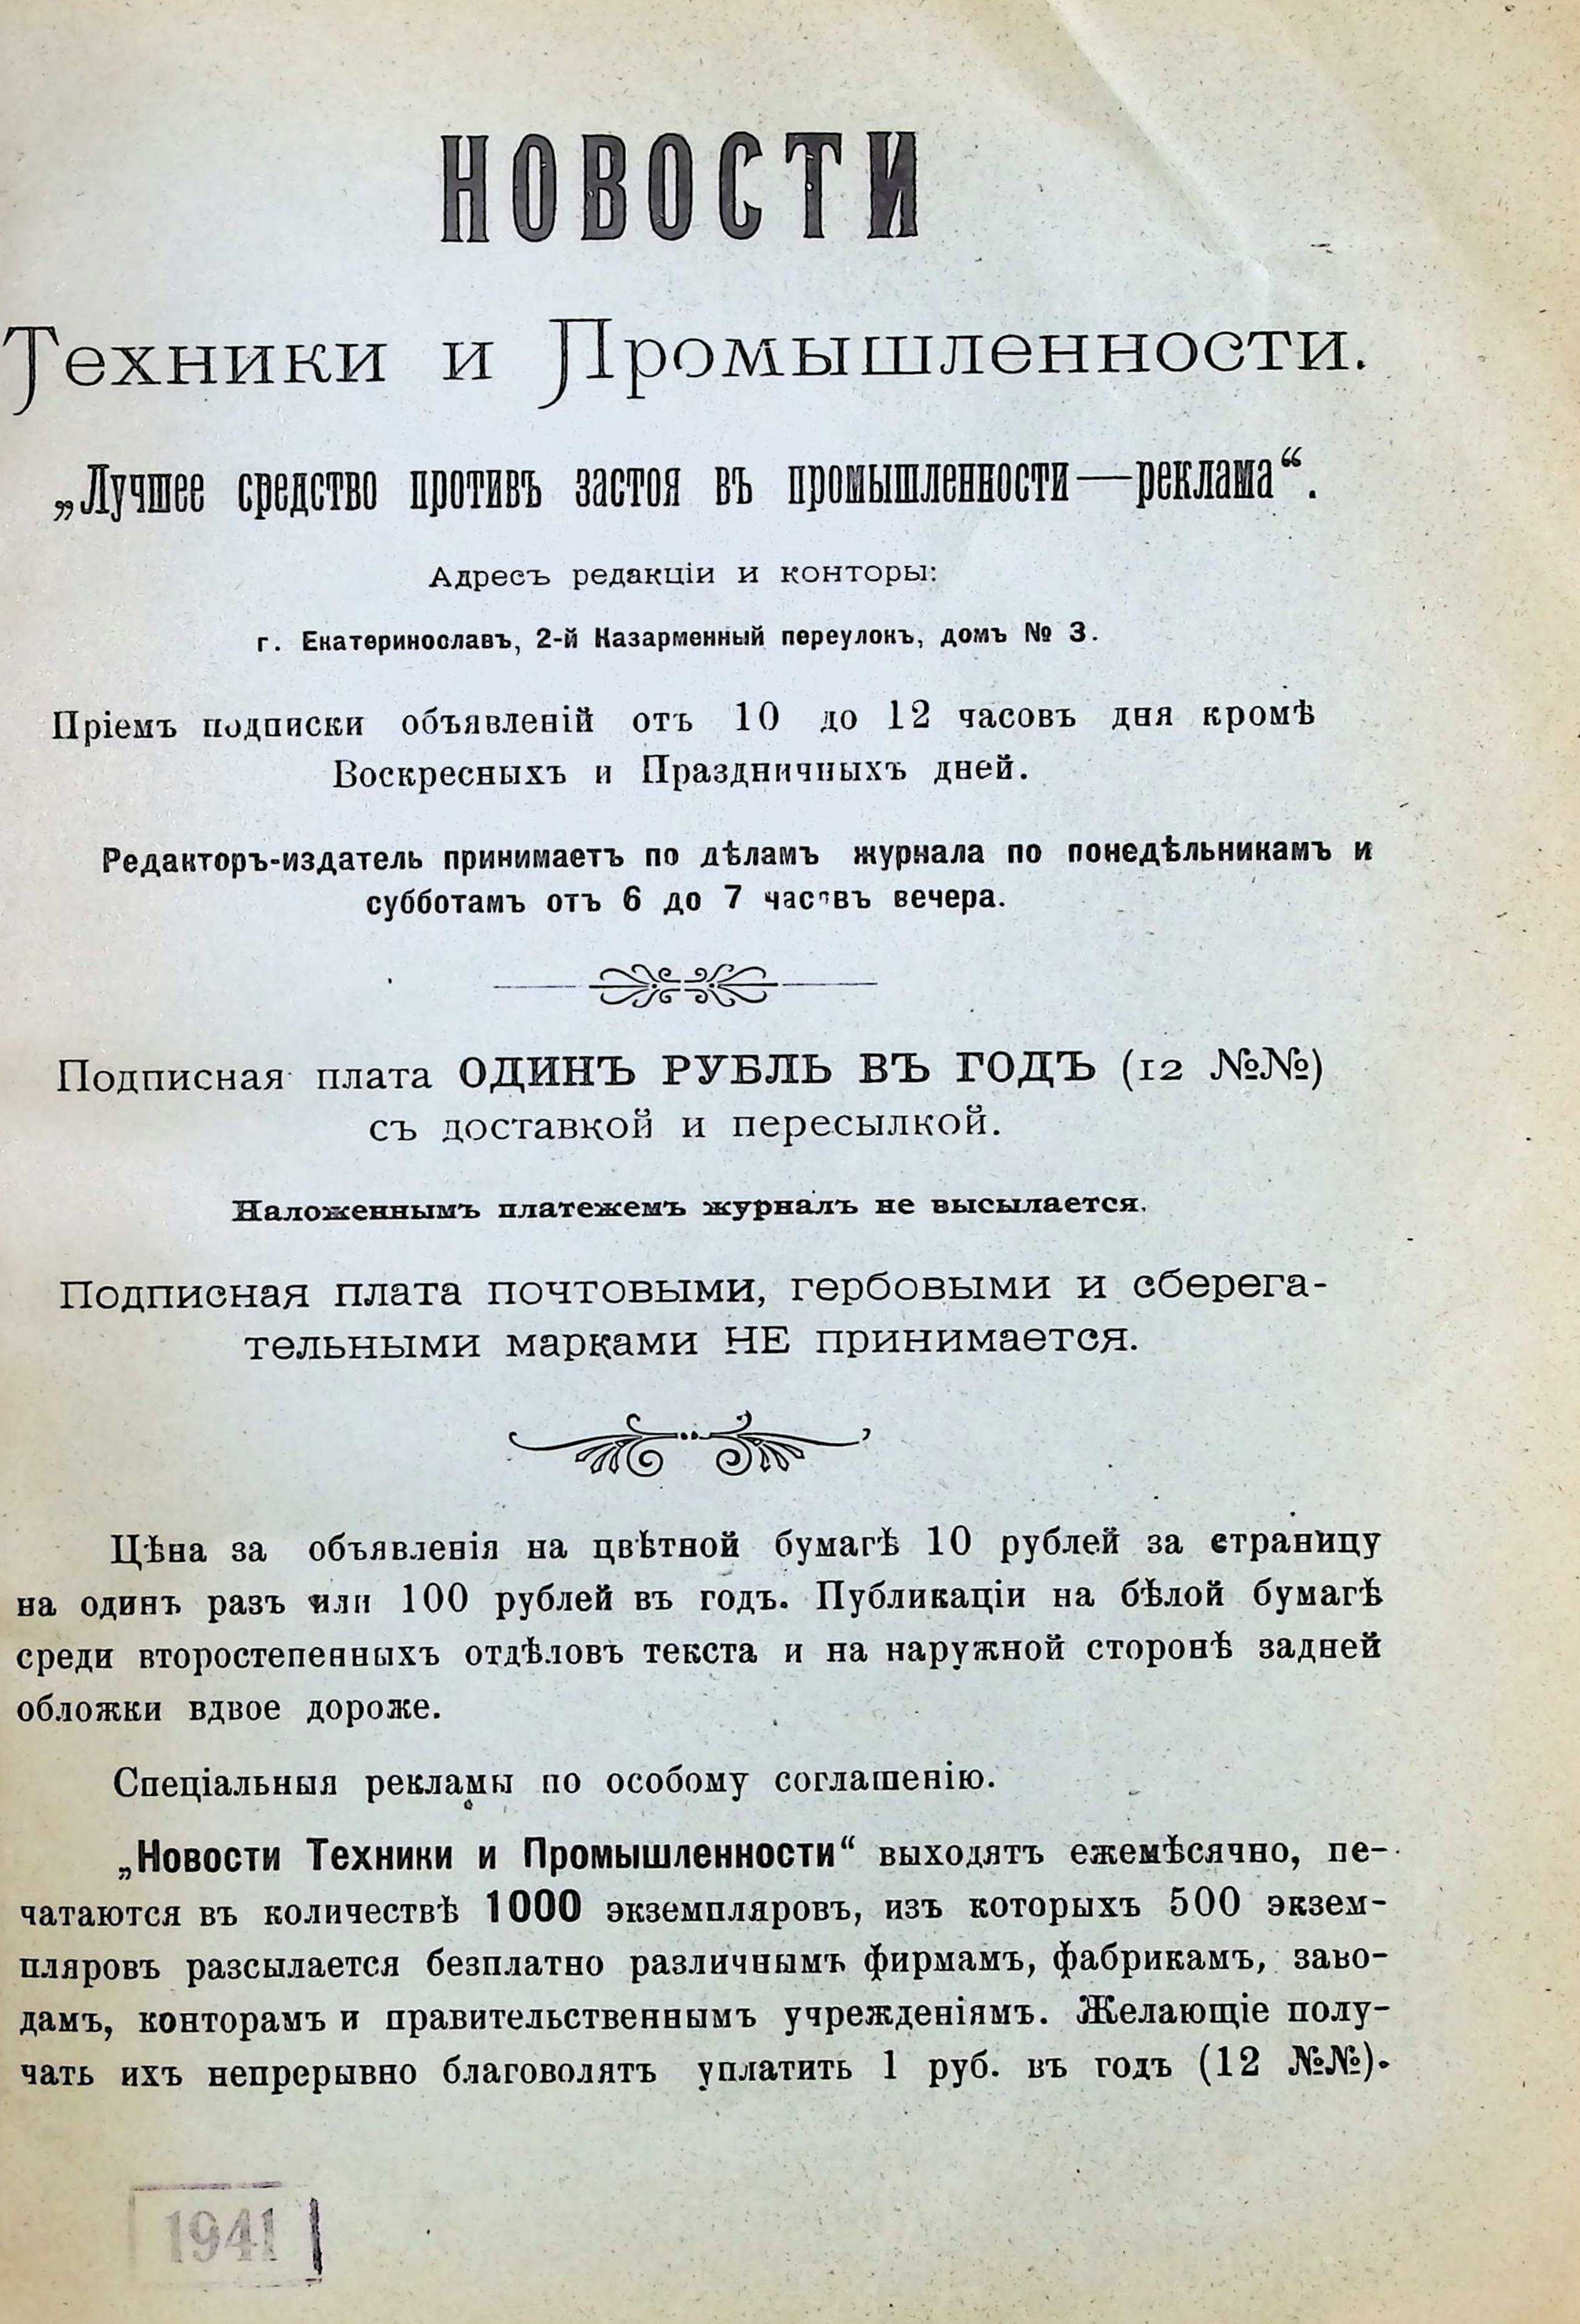 НОВОСТИ
Техники и Промышленности.
„Лучшее средство противъ застоя въ промышленности—реклама“.
Адресъ редакціи и конторы:
г. Екатеринославъ, 2-й Казарменный переулокъ, домъ № 3.
Пріемъ подписки объявленій отъ 10 до 12 часовъ дня кромѣ
Воскресныхъ и Праздничныхъ дней.
Редакторъ-издатель принимаетъ по дѣламъ журнала по понедѣльникамъ и
субботамъ отъ 6 до 7 часовъ вечера.
Подписная плата ОДИНЪ РУБЛЬ ВЪ ГОДЪ (12 №№)
съ доставкой и пересылкой.
Наложеннымъ платежемъ журналъ не высылается.
Подписная плата почтовыми, гербовыми и сберега-
тельными марками НЕ принимается.
Цѣна за объявленія на цвѣтной бумагѣ 10 рублей за страницу
на одинъ разъ или 100 рублей въ годъ. Публикаціи на бѣлой бумагѣ
среди второстепенныхъ отдѣловъ текста и на наружной сторонѣ задней
обложки вдвое дороже.
Спеціальныя рекламы по особому соглашенію.
„Новости Техники и Промышленности“ выходятъ ежемѣсячно, пе-
чатаются въ количествѣ 1000 экземпляровъ, изъ которыхъ 500 экзем-
пляровъ разсылается безплатно различнымъ фирмамъ, фабрикамъ, заво-
дамъ, конторамъ и правительственнымъ учрежденіямъ. Желающіе полу-
чать ихъ непрерывно благоволятъ уплатить 1 руб. въ годъ (12 №№).
1941